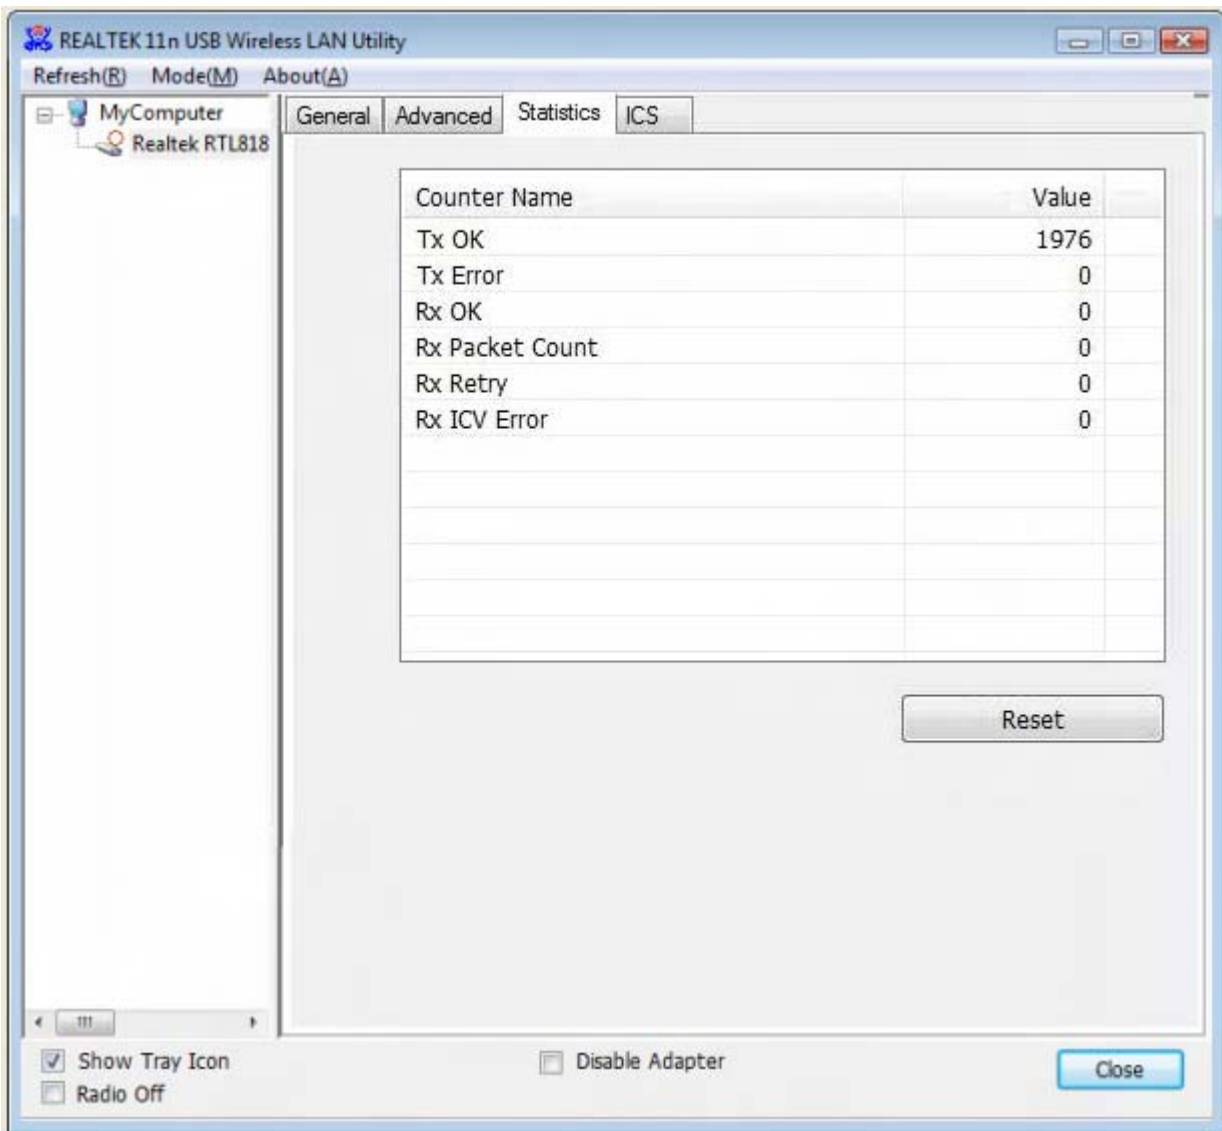 REALTEK 11n USB Wireless LAN Utility
Refresh(R) Mode(M) About(A)
MyComputer
Realtek RTL818
General Advanced Statistics ICS
Counter Name Value
Tx OK 1976
Tx Error 0
Rx OK 0
Rx Packet Count 0
Rx Retry 0
Rx ICV Error 0
Reset
Show Tray Icon Disable Adapter
Radio Off
Close